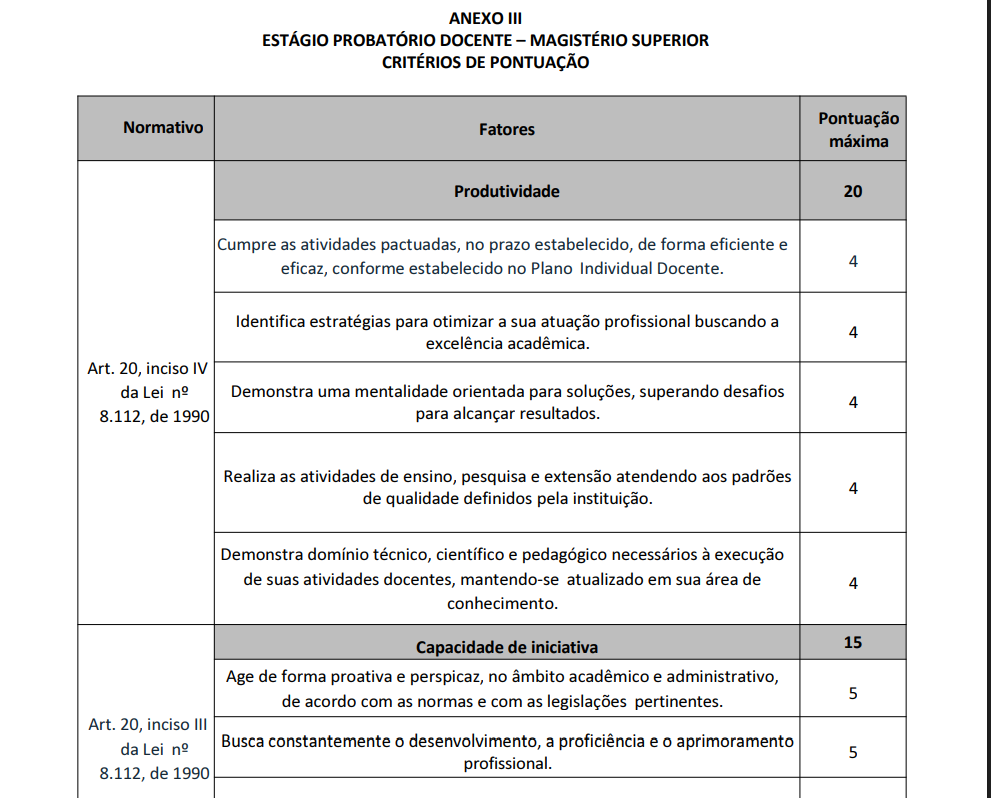 ANEXO III
ESTÁGIO PROBATÓRIO DOCENTE – MAGISTÉRIO SUPERIOR
CRITÉRIOS DE PONTUAÇÃO
Normativo
Fatores
Pontuação
máxima
Art. 20, inciso IV
da Lei nº
8.112, de 1990
Produtividade
20
Cumpre as atividades pactuadas, no prazo estabelecido, de forma eficiente e
eficaz, conforme estabelecido no Plano Individual Docente.
4
Identifica estratégias para otimizar a sua atuação profissional buscando a
excelência acadêmica.
4
Demonstra uma mentalidade orientada para soluções, superando desafios
para alcançar resultados.
4
Realiza as atividades de ensino, pesquisa e extensão atendendo aos padrões
de qualidade definidos pela instituição.
4
Demonstra domínio técnico, científico e pedagógico necessários à execução
de suas atividades docentes, mantendo-se atualizado em sua área de
conhecimento.
4
Art. 20, inciso III
da Lei nº
8.112, de 1990
Capacidade de iniciativa
15
Age de forma proativa e perspicaz, no âmbito acadêmico e administrativo,
de acordo com as normas e com as legislações pertinentes.
5
Busca constantemente o desenvolvimento, a proficiência e o aprimoramento
profissional.
5